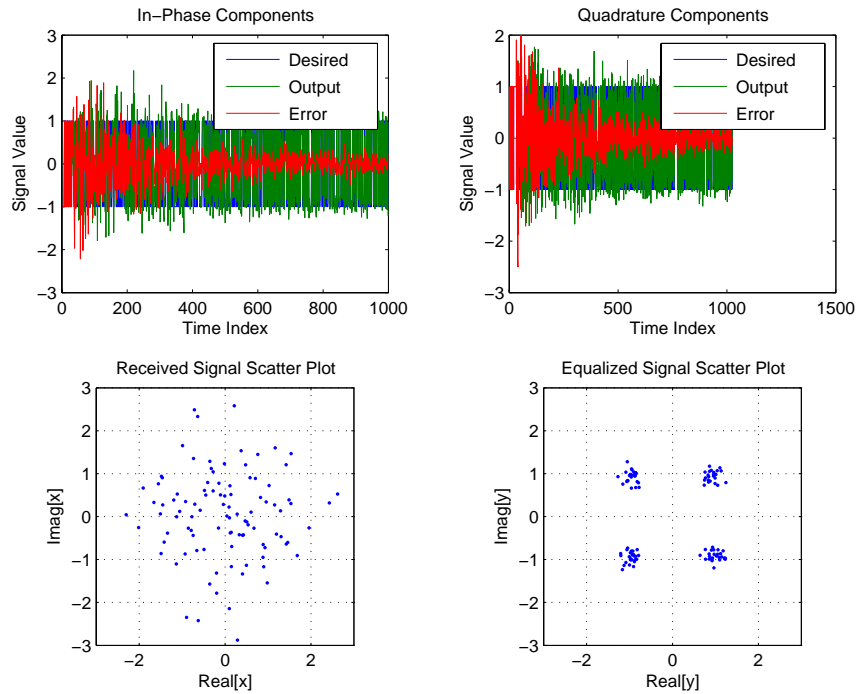 In−Phase Components
3
2
1
0
−1
−2
−3
Signal Value
0
200
400
600
800
1000
Time Index
Desired
Output
Error
Quadrature Components
3
2
1
0
−1
−2
−3
Signal Value
0
500
1000
1500
Time Index
Desired
Output
Error
Received Signal Scatter Plot
3
2
1
0
−1
−2
−3
Imag[x]
−2
0
2
Real[x]
Equalized Signal Scatter Plot
3
2
1
0
−1
−2
−3
Imag[y]
−2
0
2
Real[y]